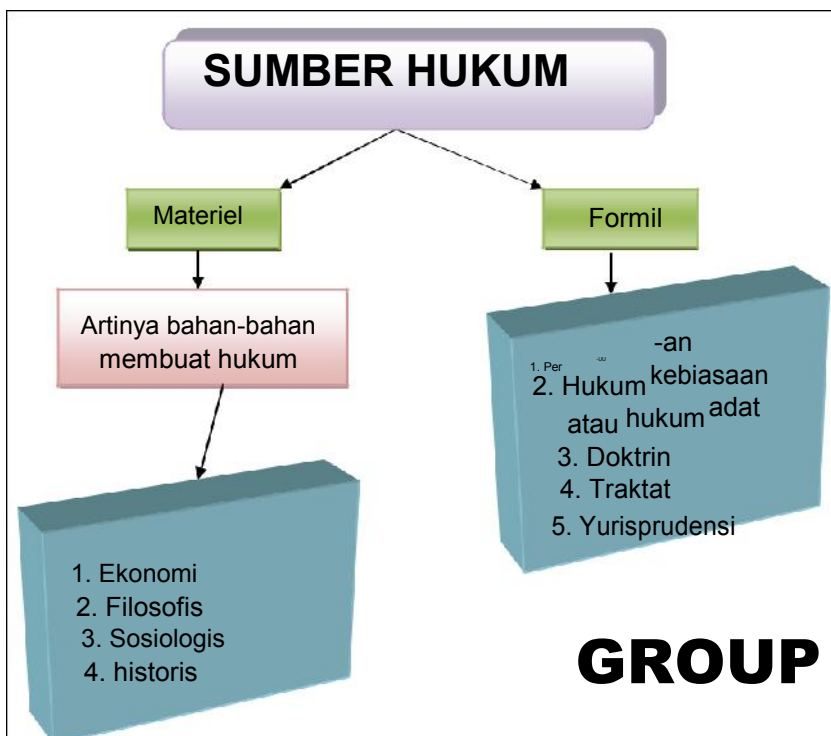 SUMBER HUKUM
Materiel
Formil
Artinya bahan-bahan
membuat hukum
1. Per -uu -an
2. Hukum kebiasaan
atau hukum adat
3. Doktrin
4. Traktat
5. Yurisprudensi
1. Ekonomi
2. Filosofis
3. Sosiologis
4. historis
GROUP